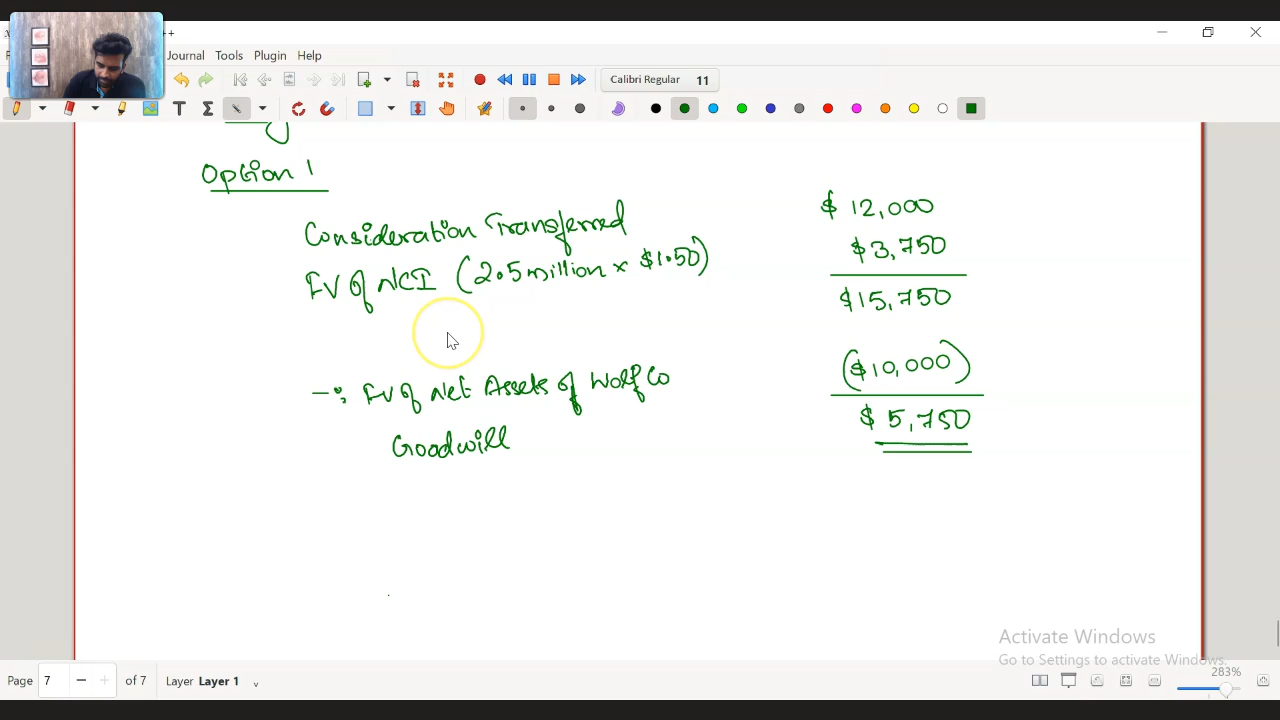 ++
Journal Tools Plugin Help
Calibri Regular 11
Option 1
Consideration Transferred $ 12,000
FV of NCI (2.5 million x $1.50) $3,750
$15,750
-: FV of Net Assets of Wolf Co ($10,000)
Goodwill $ 5,750
Activate Windows
Go to Settings to activate Windows.
Page 7 of 7 Layer Layer 1 283%